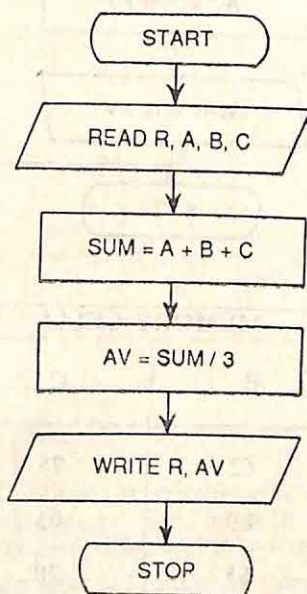 START
READ R, A, B, C
SUM = A + B + C
AV = SUM / 3
WRITE R, AV
STOP